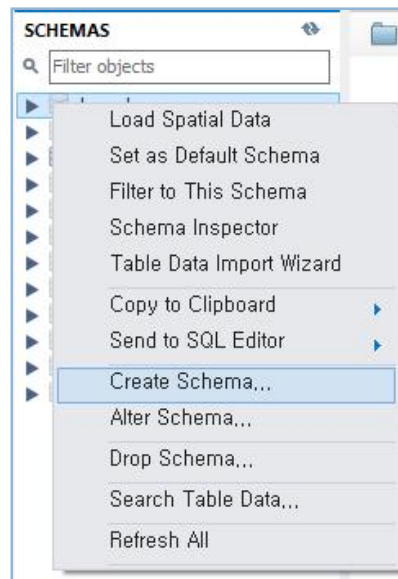 SCHEMAS
Filter objects
Load Spatial Data
Set as Default Schema
Filter to This Schema
Schema Inspector
Table Data Import Wizard
Copy to Clipboard
Send to SQL Editor
Create Schema...
Alter Schema...
Drop Schema...
Search Table Data...
Refresh All